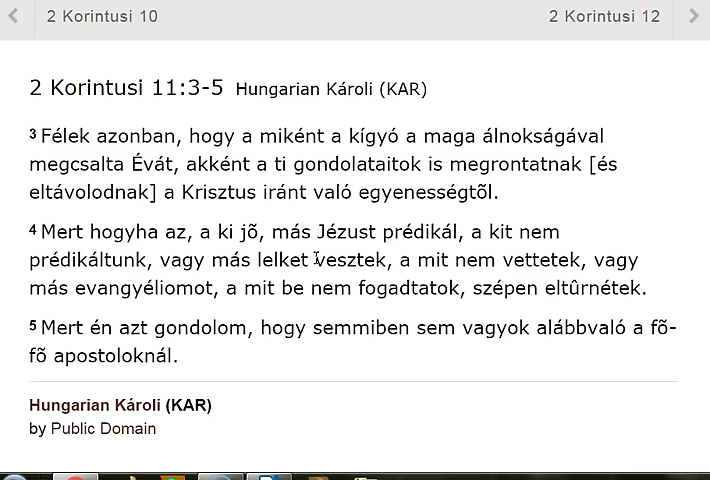 2 Korintusi 10
2 Korintusi 12
2 Korintusi 11:3-5 Hungarian Károli (KAR)
3 Félek azonban, hogy a miként a kígyó a maga álnokságával
megcsalta Évát, akként a ti gondolataitok is megrontatnak [és
eltávolodnak] a Krisztus iránt való egyenességtõl.
4 Mert hogyha az, a ki jõ, más Jézust prédikál, a kit nem
prédikáltunk, vagy más lelket vesztek, a mit nem vettetek, vagy
más evangyéliomot, a mit be nem fogadtatok, szépen eltûrnétek.
5 Mert én azt gondolom, hogy semmiben sem vagyok alábbvaló a fõ-
fõ apostoloknál.
Hungarian Károli (KAR)
by Public Domain